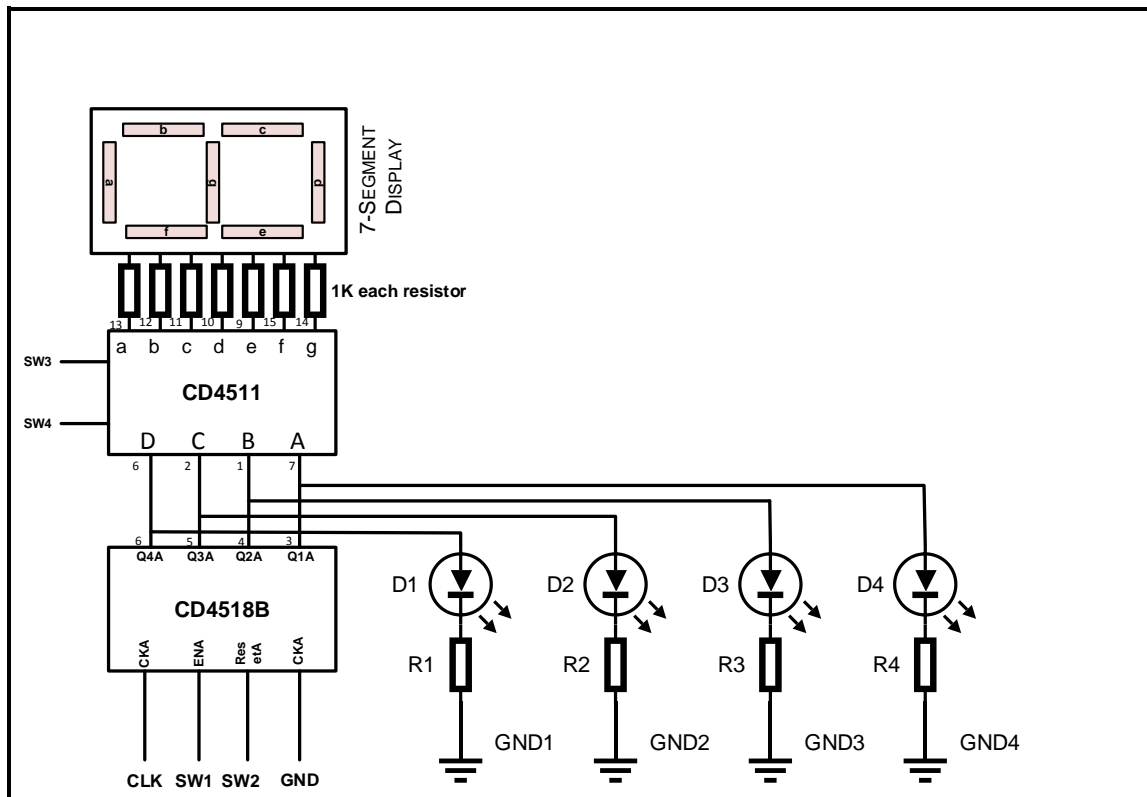 b c
a g d
f e
7-SEGMENT
DISPLAY
1K each resistor
13 12 11 10 9 15 14
a b c d e f g
SW3
CD4511
SW4
D C B A
6 2 1 7
6 5 4 3
Q4A Q3A Q2A Q1A
CD4518B
CKA ENA Res CKA
etA
CLK SW1 SW2 GND
D1 D2 D3 D4
R1 R2 R3 R4
GND1 GND2 GND3 GND4